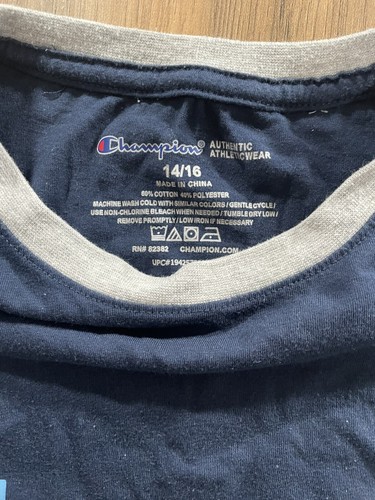 Champion® AUTHENTIC
ATHLETICWEAR
14/16
MADE IN CHINA
60% COTTON 40% POLYESTER
MACHINE WASH COLD WITH SIMILAR COLORS / GENTLE CYCLE /
USE NON-CHLORINE BLEACH WHEN NEEDED / TUMBLE DRY LOW /
REMOVE PROMPTLY / LOW IRON IF NECESSARY
RN# 82382 CHAMPION.COM